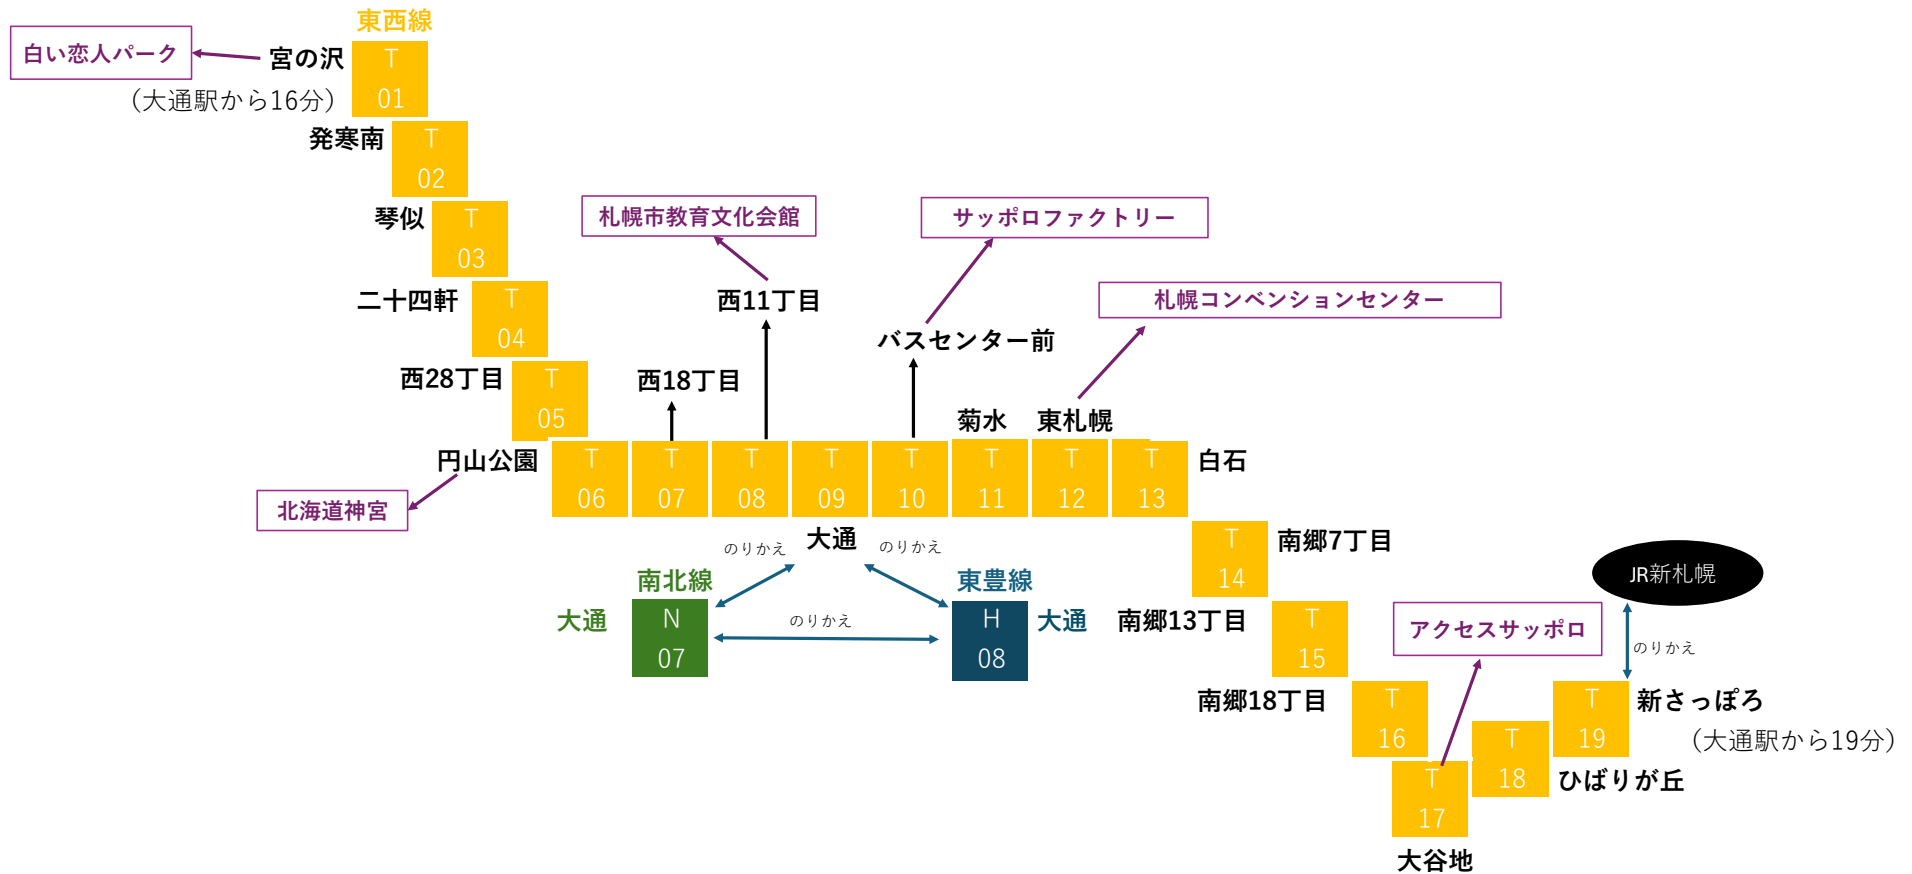 東西線
白い恋人パーク
宮の沢
T
01
（大通駅から16分）
発寒南
T
02
琴似
T
03
二十四軒
T
04
西28丁目
T
05
円山公園
T
06
北海道神宮
西18丁目
T
07
札幌市教育文化会館
西11丁目
T
08
T
09
大通
サッポロファクトリー
バスセンター前
T
10
菊水
T
11
札幌コンベンションセンター
東札幌
T
12
T
13
白石
のりかえ
のりかえ
南北線
大通
N
07
のりかえ
東豊線
H
08
大通
T
14
南郷7丁目
南郷13丁目
T
15
南郷18丁目
T
16
アクセスサッポロ
T
17
大谷地
T
18
ひばりが丘
JR新札幌
のりかえ
T
19
新さっぽろ
（大通駅から19分）